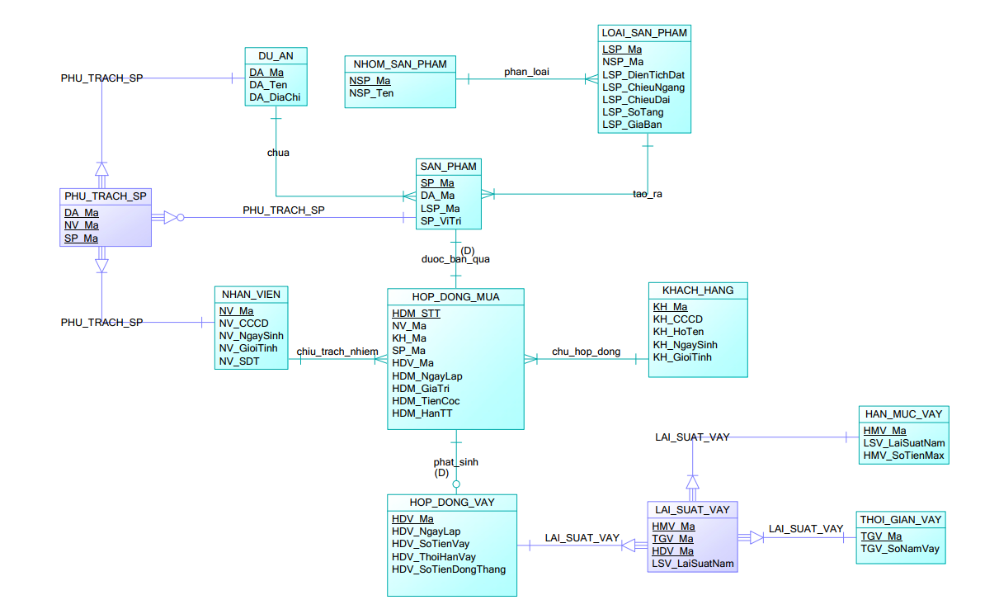 LOAI_SAN_PHAM
LSP_Ma
NSP_Ma
LSP_DienTichDat
LSP_ChieuNgang
LSP_ChieuDai
LSP_SoTang
LSP_GiaBan
DU_AN
DA_Ma
DA_Ten
DA_DiaChi
NHOM_SAN_PHAM
NSP_Ma
NSP_Ten
phan_loai
PHU_TRACH_SP
chua
SAN_PHAM
SP_Ma
DA_Ma
LSP_Ma
SP_ViTri
tao_ra
PHU_TRACH_SP
DA_Ma
NV_Ma
SP_Ma
PHU_TRACH_SP
(D)
duoc_ban_qua
NHAN_VIEN
NV_Ma
NV_CCCD
NV_NgaySinh
NV_GioiTinh
NV_SDT
PHU_TRACH_SP
chiu_trach_nhiem
HOP_DONG_MUA
HDM_STT
NV_Ma
KH_Ma
SP_Ma
HDV_Ma
HDM_NgayLap
HDM_GiaTri
HDM_TienCoc
HDM_HanTT
chu_hop_dong
KHACH_HANG
KH_Ma
KH_CCCD
KH_HoTen
KH_NgaySinh
KH_GioiTinh
phat_sinh
(D)
HAN_MUC_VAY
HMV_Ma
LSV_LaiSuatNam
HMV_SoTienMax
LAI_SUAT_VAY
HOP_DONG_VAY
HDV_Ma
HDV_NgayLap
HDV_SoTienVay
HDV_ThoiHanVay
HDV_SoTienDongThang
LAI_SUAT_VAY
LAI_SUAT_VAY
HMV_Ma
TGV_Ma
HDV_Ma
LSV_LaiSuatNam
LAI_SUAT_VAY
THOI_GIAN_VAY
TGV_Ma
TGV_SoNamVay